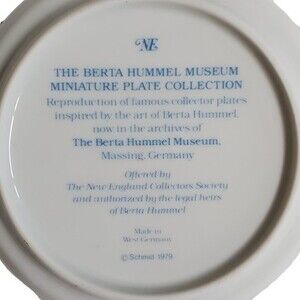 NE
THE BERTA HUMMEL MUSEUM
MINIATURE PLATE COLLECTION
Reproduction of famous collector plates
inspired by the art of Berta Hummel,
now in the archives of
The Berta Hummel Museum,
Massing, Germany
Offered by
The New England Collectors Society
and authorized by the legal heirs
of Berta Hummel
Made in
West Germany
© Schmid 1979